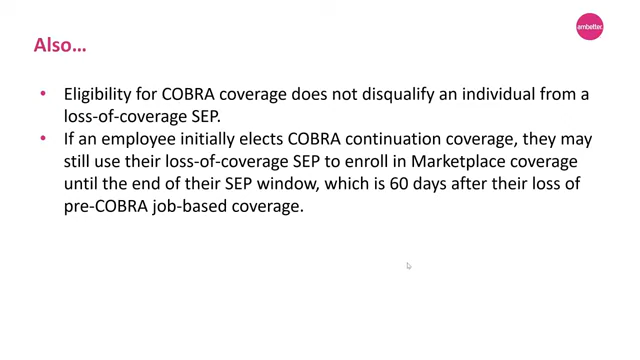 ambetter.
Also…
• Eligibility for COBRA coverage does not disqualify an individual from a
loss-of-coverage SEP.
• If an employee initially elects COBRA continuation coverage, they may
still use their loss-of-coverage SEP to enroll in Marketplace coverage
until the end of their SEP window, which is 60 days after their loss of
pre-COBRA job-based coverage.